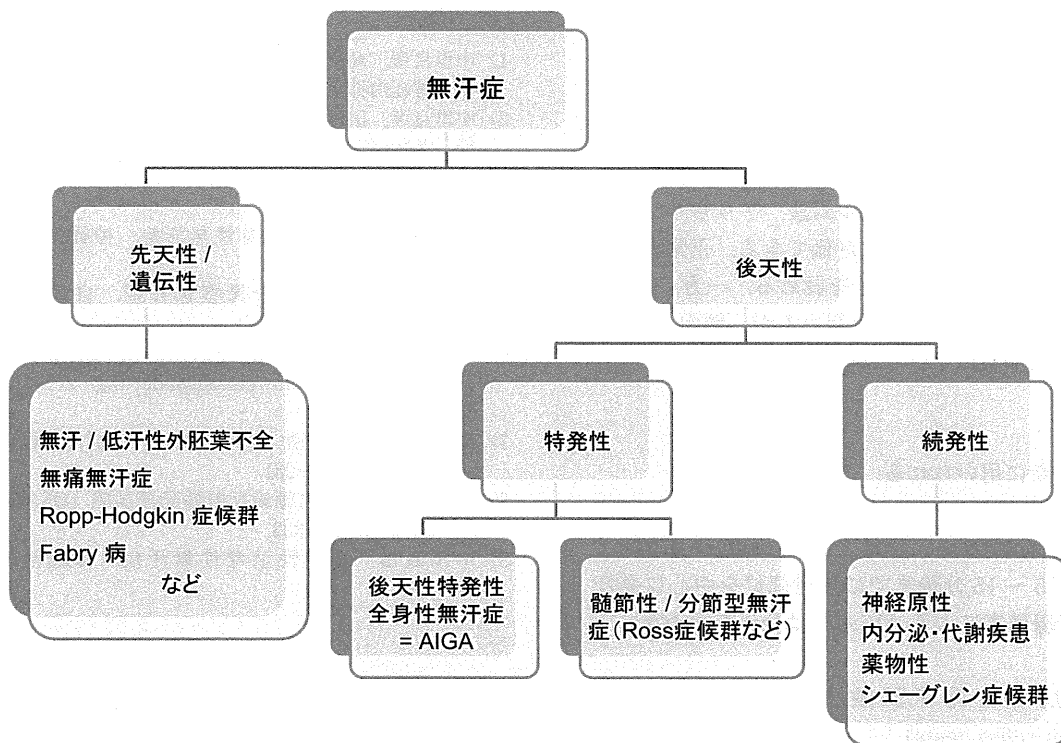 無汗症
先天性 /
遺伝性
後天性
無汗 / 低汗性外胚葉不全
無痛無汗症
Ropp-Hodgkin 症候群
Fabry 病
など
特発性
続発性
後天性特発性
全身性無汗症
= AIGA
髄節性 / 分節型無汗
症（Ross症候群など）
神経原性
内分泌・代謝疾患
薬物性
シェーグレン症候群